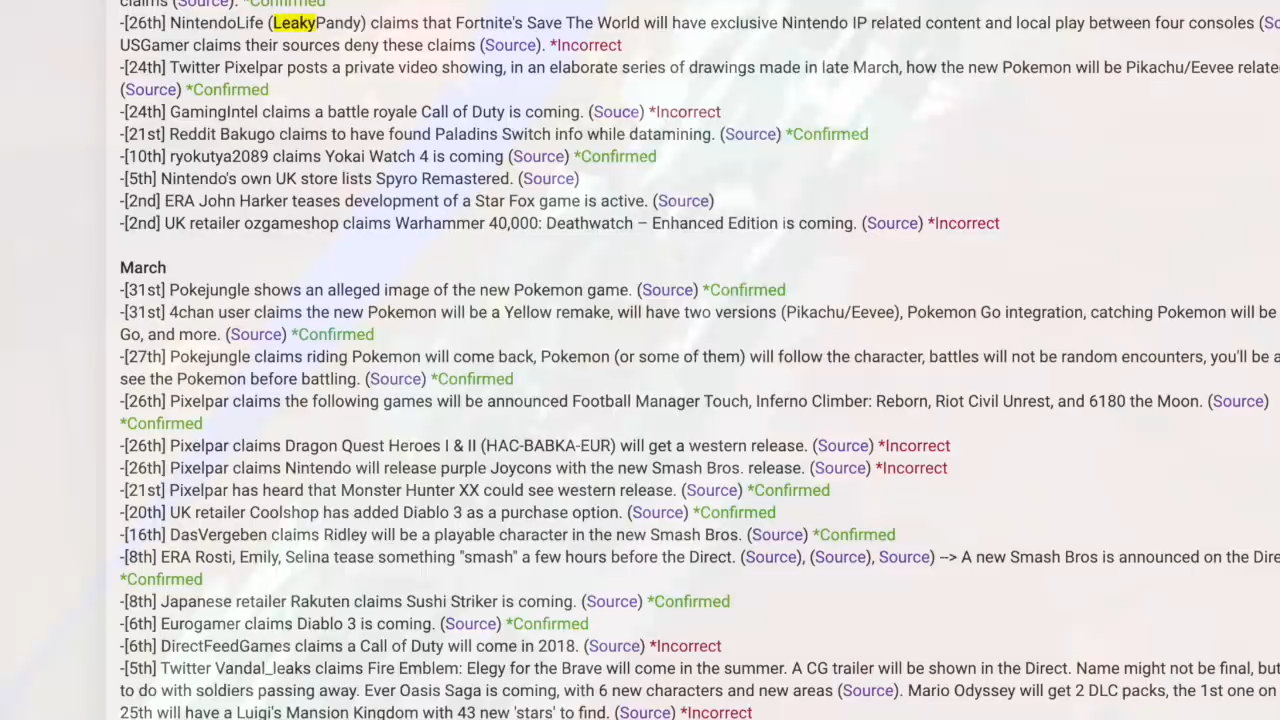 claims (Source). *Confirmed
-[26th] NintendoLife (LeakyPandy) claims that Fortnite's Save The World will have exclusive Nintendo IP related content and local play between four consoles
USGamer claims their sources deny these claims (Source). *Incorrect
-[24th] Twitter Pixelpar posts a private video showing, in an elaborate series of drawings made in late March, how the new Pokemon will be Pikachu/Eevee
(Source) *Confirmed
-[24th] GamingIntel claims a battle royale Call of Duty is coming. (Souce) *Incorrect
-[21st] Reddit Bakugo claims to have found Paladins Switch info while datamining. (Source) *Confirmed
-[10th] ryokutya2089 claims Yokai Watch 4 is coming (Source) *Confirmed
-[5th] Nintendo's own UK store lists Spyro Remastered. (Source)
-[2nd] ERA John Harker teases development of a Star Fox game is active. (Source)
-[2nd] UK retailer ozgameshop claims Warhammer 40,000: Deathwatch – Enhanced Edition is coming. (Source) *Incorrect
March
-[31st] Pokejungle shows an alleged image of the new Pokemon game. (Source) *Confirmed
-[31st] 4chan user claims the new Pokemon will be a Yellow remake, will have two versions (Pikachu/Eevee), Pokemon Go integration, catching Pokemon will be
Go, and more. (Source) *Confirmed
-[27th] Pokejungle claims riding Pokemon will come back, Pokemon (or some of them) will follow the character, battles will not be random encounters, you'll be
see the Pokemon before battling. (Source) *Confirmed
-[26th] Pixelpar claims the following games will be announced Football Manager Touch, Inferno Climber: Reborn, Riot Civil Unrest, and 6180 the Moon. (Source)
*Confirmed
-[26th] Pixelpar claims Dragon Quest Heroes I & II (HAC-BABKA-EUR) will get a western release. (Source) *Incorrect
-[26th] Pixelpar claims Nintendo will release purple Joycons with the new Smash Bros. release. (Source) *Incorrect
-[21st] Pixelpar has heard that Monster Hunter XX could see western release. (Source) *Confirmed
-[20th] UK retailer Coolshop has added Diablo 3 as a purchase option. (Source) *Confirmed
-[16th] DasVergeben claims Ridley will be a playable character in the new Smash Bros. (Source) *Confirmed
-[8th] ERA Rosti, Emily, Selina tease something "smash" a few hours before the Direct. (Source), (Source), Source) --> A new Smash Bros is announced on the
*Confirmed
-[8th] Japanese retailer Rakuten claims Sushi Striker is coming. (Source) *Confirmed
-[6th] Eurogamer claims Diablo 3 is coming. (Source) *Confirmed
-[6th] DirectFeedGames claims a Call of Duty will come in 2018. (Source) *Incorrect
-[5th] Twitter Vandal_leaks claims Fire Emblem: Elegy for the Brave will come in the summer. A CG trailer will be shown in the Direct. Name might not be final, but
to do with soldiers passing away. Ever Oasis Saga is coming, with 6 new characters and new areas (Source). Mario Odyssey will get 2 DLC packs, the 1st one on
25th will have a Luigi's Mansion Kingdom with 43 new 'stars' to find. (Source) *Incorrect